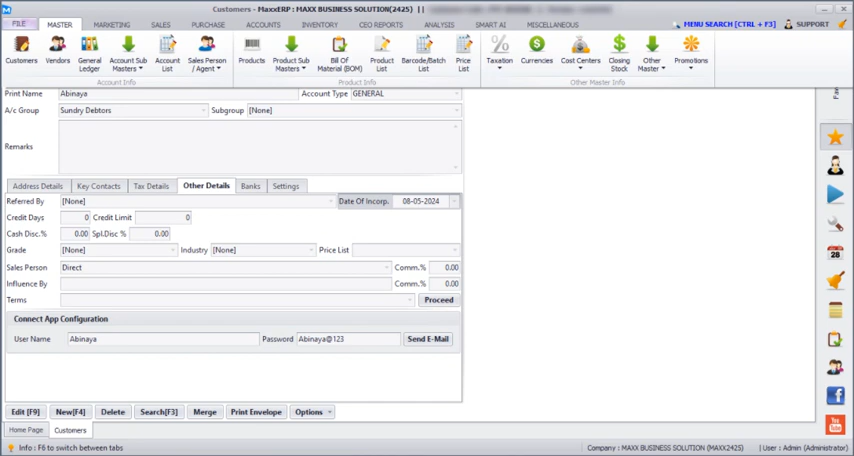 Customers - MaxxERP : MAXX BUSINESS SOLUTION(2425) ||
FILE MASTER MARKETING SALES PURCHASE ACCOUNTS INVENTORY CEO REPORTS ANALYSIS SMART AI MISCELLANEOUS MENU SEARCH [CTRL + F3] SUPPORT
Customers Vendors General Ledger Account Sub Masters Account List Sales Person / Agent Products Product Sub Masters Bill Of Material (BOM) Product List Barcode/Batch List Price List Taxation Currencies Cost Centers Closing Stock Other Master Promotions
Account Info Product Info Other Master Info
Print Name Abinaya Account Type GENERAL
Fav
A/c Group Sundry Debtors Subgroup [None]
Remarks
Address Details Key Contacts Tax Details Other Details Banks Settings
Referred By [None] Date Of Incorp. 08-05-2024
Credit Days 0 Credit Limit 0
Cash Disc.% 0.00 Spl.Disc % 0.00
Grade [None] Industry [None] Price List
28
Sales Person Direct Comm.% 0.00
Influence By Comm.% 0.00
Terms Proceed
Connect App Configuration
User Name Abinaya Password Abinaya@123 Send E-Mail
Edit [F9] New[F4] Delete Search[F3] Merge Print Envelope Options
You Tube
Home Page Customers
Info : F6 to switch between tabs Company : MAXX BUSINESS SOLUTION (MAXX2425) | User : Admin (Administrator)